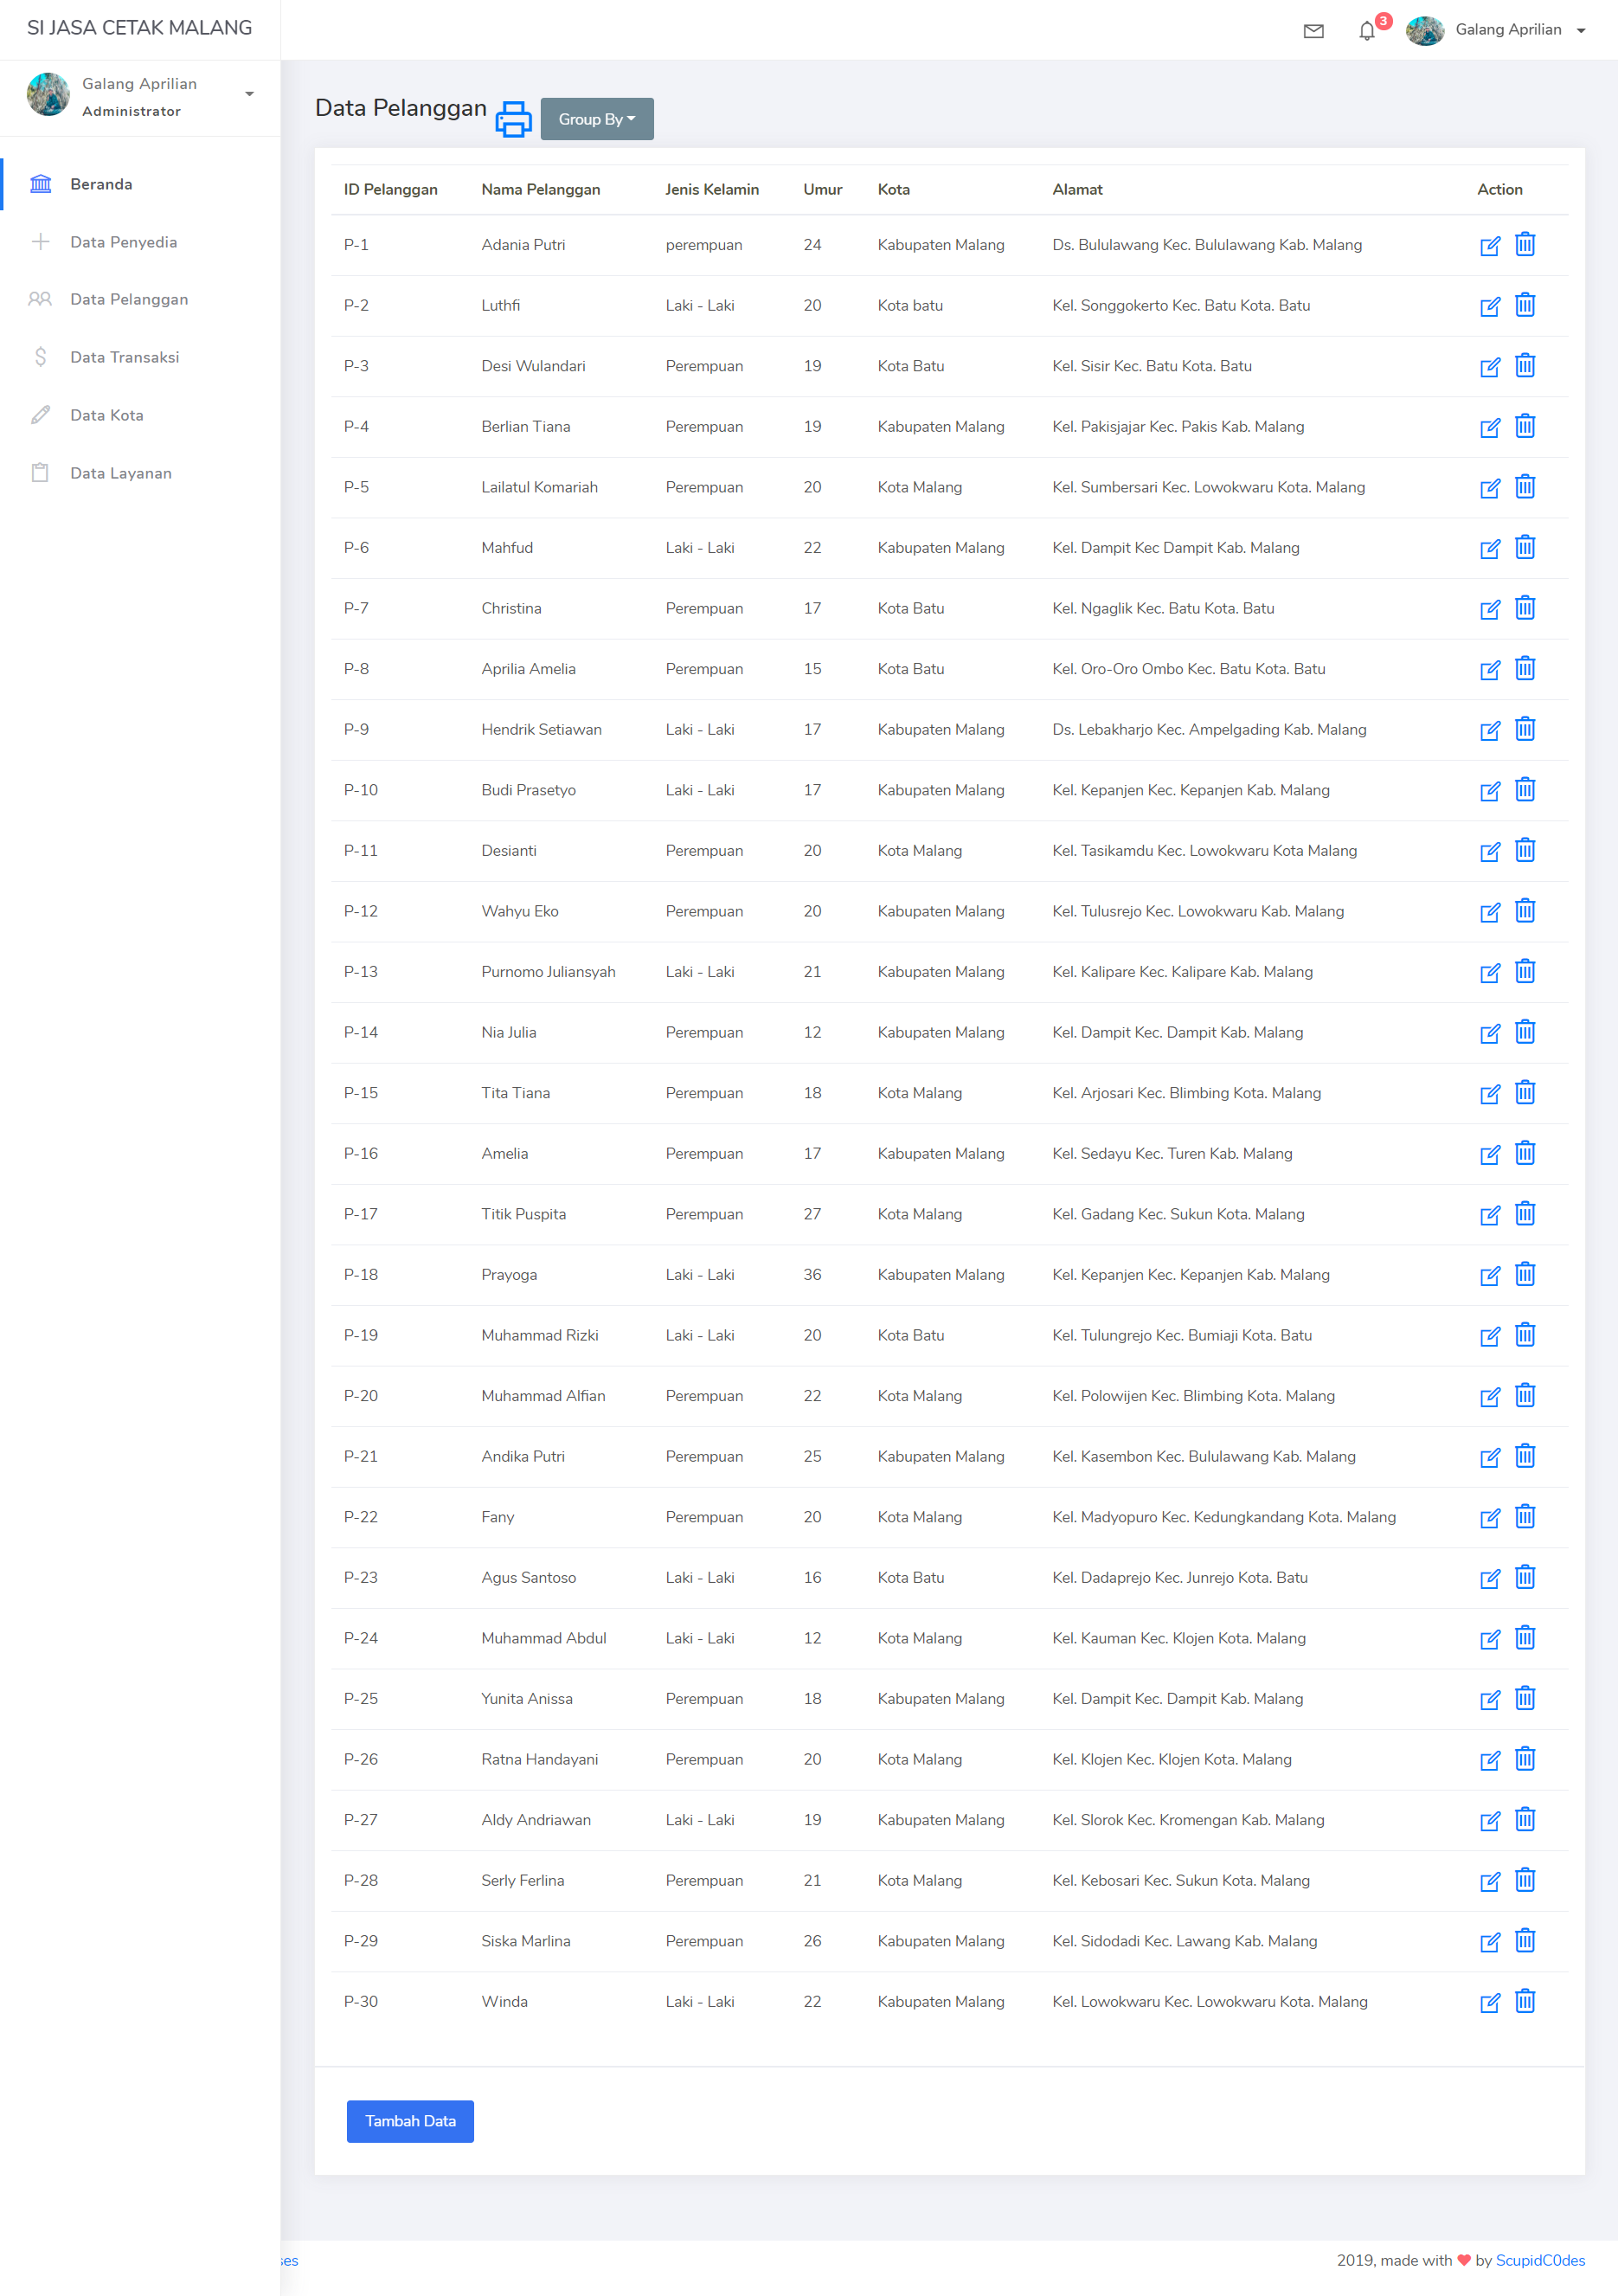 SI JASA CETAK MALANG
3
Galang Aprilian
Galang Aprilian
Administrator
Beranda
Data Penyedia
Data Pelanggan
Data Transaksi
Data Kota
Data Layanan
Data Pelanggan
Group By
ID Pelanggan Nama Pelanggan Jenis Kelamin Umur Kota Alamat Action
P-1 Adania Putri perempuan 24 Kabupaten Malang Ds. Bululawang Kec. Bululawang Kab. Malang
P-2 Luthfi Laki - Laki 20 Kota batu Kel. Songgokerto Kec. Batu Kota. Batu
P-3 Desi Wulandari Perempuan 19 Kota Batu Kel. Sisir Kec. Batu Kota. Batu
P-4 Berlian Tiana Perempuan 19 Kabupaten Malang Kel. Pakisjajar Kec. Pakis Kab. Malang
P-5 Lailatul Komariah Perempuan 20 Kota Malang Kel. Sumbersari Kec. Lowokwaru Kota. Malang
P-6 Mahfud Laki - Laki 22 Kabupaten Malang Kel. Dampit Kec Dampit Kab. Malang
P-7 Christina Perempuan 17 Kota Batu Kel. Ngaglik Kec. Batu Kota. Batu
P-8 Aprilia Amelia Perempuan 15 Kota Batu Kel. Oro-Oro Ombo Kec. Batu Kota. Batu
P-9 Hendrik Setiawan Laki - Laki 17 Kabupaten Malang Ds. Lebakharjo Kec. Ampelgading Kab. Malang
P-10 Budi Prasetyo Laki - Laki 17 Kabupaten Malang Kel. Kepanjen Kec. Kepanjen Kab. Malang
P-11 Desianti Perempuan 20 Kota Malang Kel. Tasikamdu Kec. Lowokwaru Kota Malang
P-12 Wahyu Eko Perempuan 20 Kabupaten Malang Kel. Tulusrejo Kec. Lowokwaru Kab. Malang
P-13 Purnomo Juliansyah Laki - Laki 21 Kabupaten Malang Kel. Kalipare Kec. Kalipare Kab. Malang
P-14 Nia Julia Perempuan 12 Kabupaten Malang Kel. Dampit Kec. Dampit Kab. Malang
P-15 Tita Tiana Perempuan 18 Kota Malang Kel. Arjosari Kec. Blimbing Kota. Malang
P-16 Amelia Perempuan 17 Kabupaten Malang Kel. Sedayu Kec. Turen Kab. Malang
P-17 Titik Puspita Perempuan 27 Kota Malang Kel. Gadang Kec. Sukun Kota. Malang
P-18 Prayoga Laki - Laki 36 Kabupaten Malang Kel. Kepanjen Kec. Kepanjen Kab. Malang
P-19 Muhammad Rizki Laki - Laki 20 Kota Batu Kel. Tulungrejo Kec. Bumiaji Kota. Batu
P-20 Muhammad Alfian Perempuan 22 Kota Malang Kel. Polowijen Kec. Blimbing Kota. Malang
P-21 Andika Putri Perempuan 25 Kabupaten Malang Kel. Kasembon Kec. Bululawang Kab. Malang
P-22 Fany Perempuan 20 Kota Malang Kel. Madyopuro Kec. Kedungkandang Kota. Malang
P-23 Agus Santoso Laki - Laki 16 Kota Batu Kel. Dadaprejo Kec. Junrejo Kota. Batu
P-24 Muhammad Abdul Laki - Laki 12 Kota Malang Kel. Kauman Kec. Klojen Kota. Malang
P-25 Yunita Anissa Perempuan 18 Kabupaten Malang Kel. Dampit Kec. Dampit Kab. Malang
P-26 Ratna Handayani Perempuan 20 Kota Malang Kel. Klojen Kec. Klojen Kota. Malang
P-27 Aldy Andriawan Laki - Laki 19 Kabupaten Malang Kel. Slorok Kec. Kromengan Kab. Malang
P-28 Serly Ferlina Perempuan 21 Kota Malang Kel. Kebosari Kec. Sukun Kota. Malang
P-29 Siska Marlina Perempuan 26 Kabupaten Malang Kel. Sidodadi Kec. Lawang Kab. Malang
P-30 Winda Laki - Laki 22 Kabupaten Malang Kel. Lowokwaru Kec. Lowokwaru Kota. Malang
Tambah Data
2019, made with ❤ by ScupidC0des